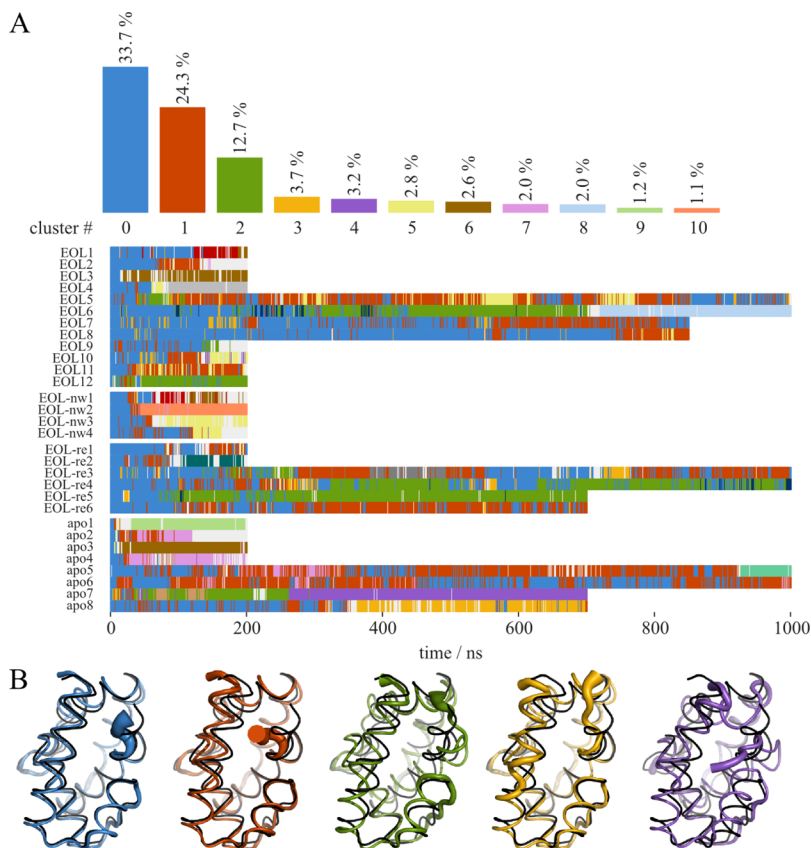 A
33.7 %
24.3 %
12.7 %
3.7 %
3.2 %
2.8 %
2.6 %
2.0 %
2.0 %
1.2 %
1.1 %
cluster # 0 1 2 3 4 5 6 7 8 9 10
EOL1
EOL2
EOL3
EOL4
EOL5
EOL6
EOL7
EOL8
EOL9
EOL10
EOL11
EOL12
EOL-nw1
EOL-nw2
EOL-nw3
EOL-nw4
EOL-re1
EOL-re2
EOL-re3
EOL-re4
EOL-re5
EOL-re6
apo1
apo2
apo3
apo4
apo5
apo6
apo7
apo8
0 200 400 600 800 1000
time / ns
B